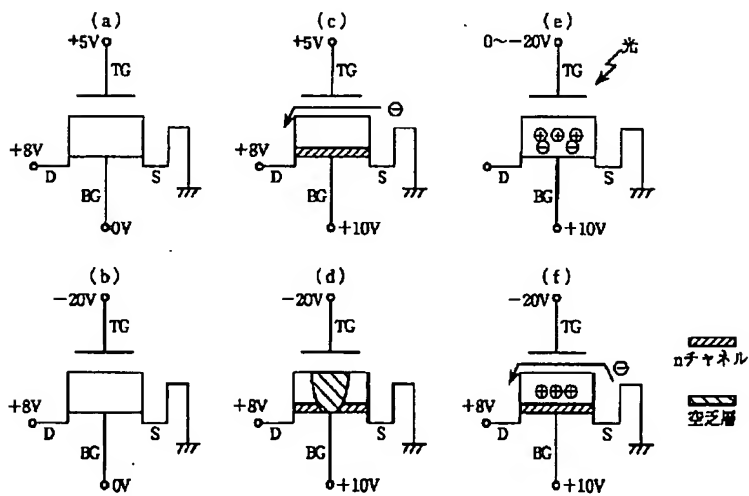 (a)
+5V
TG
+8V
D
S
BG
0V
(c)
+5V
TG
⊖
+8V
D
S
BG
+10V
(e)
0〜−20V
光
TG
⊕ ⊕ ⊕
⊖ ⊖
D
S
BG
+10V
(b)
−20V
TG
+8V
D
S
BG
0V
(d)
−20V
TG
+8V
D
S
BG
+10V
(f)
−20V
TG
⊖
⊕⊕⊕
+8V
D
S
BG
+10V
nチャネル
空乏層